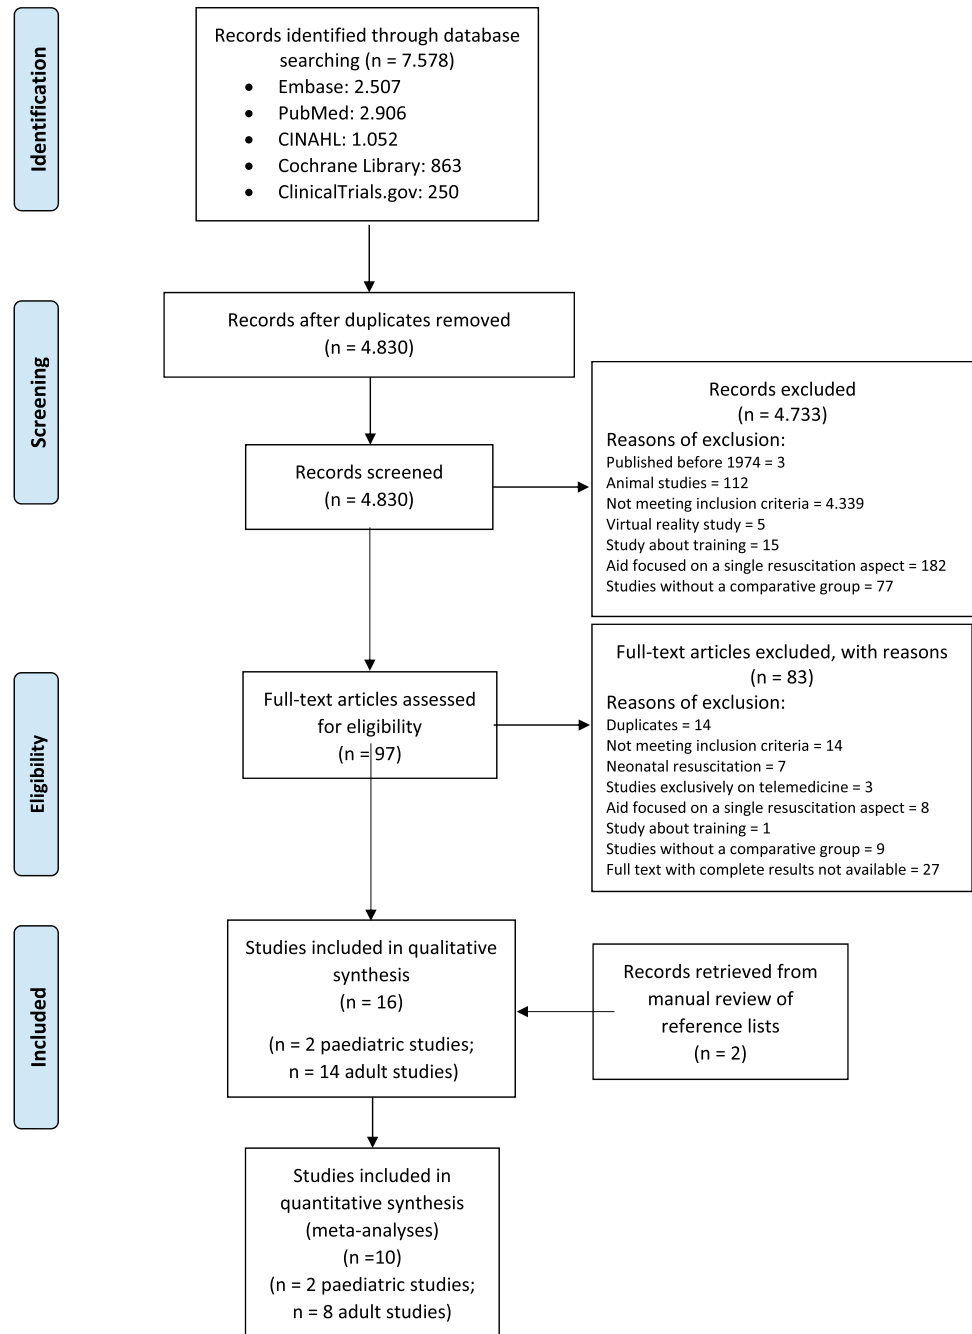 Identification
Records identified through database
searching (n = 7.578)
• Embase: 2.507
• PubMed: 2.906
• CINAHL: 1.052
• Cochrane Library: 863
• ClinicalTrials.gov: 250
Screening
Records after duplicates removed
(n = 4.830)
Records screened
(n = 4.830)
Records excluded
(n = 4.733)
Reasons of exclusion:
Published before 1974 = 3
Animal studies = 112
Not meeting inclusion criteria = 4.339
Virtual reality study = 5
Study about training = 15
Aid focused on a single resuscitation aspect = 182
Studies without a comparative group = 77
Eligibility
Full-text articles assessed
for eligibility
(n = 97)
Full-text articles excluded, with reasons
(n = 83)
Reasons of exclusion:
Duplicates = 14
Not meeting inclusion criteria = 14
Neonatal resuscitation = 7
Studies exclusively on telemedicine = 3
Aid focused on a single resuscitation aspect = 8
Study about training = 1
Studies without a comparative group = 9
Full text with complete results not available = 27
Included
Studies included in qualitative
synthesis
(n = 16)
(n = 2 paediatric studies;
n = 14 adult studies)
Records retrieved from
manual review of
reference lists
(n = 2)
Studies included in
quantitative synthesis
(meta-analyses)
(n =10)
(n = 2 paediatric studies;
n = 8 adult studies)